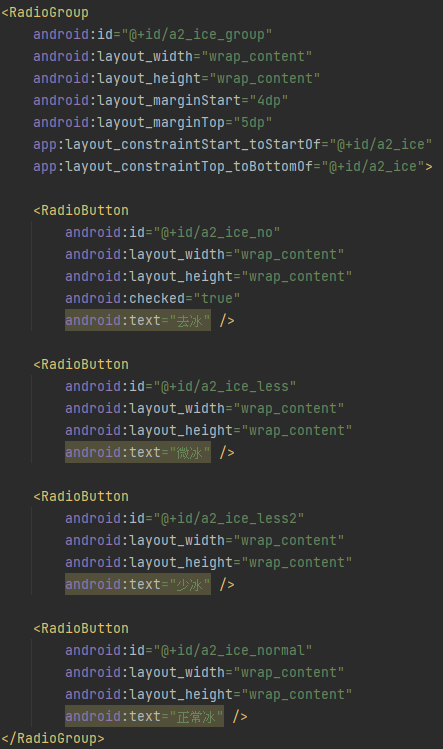 <RadioGroup
android:id="@+id/a2_ice_group"
android:layout_width="wrap_content"
android:layout_height="wrap_content"
android:layout_marginStart="4dp"
android:layout_marginTop="5dp"
app:layout_constraintStart_toStartOf="@+id/a2_ice"
app:layout_constraintTop_toBottomOf="@+id/a2_ice">
<RadioButton
android:id="@+id/a2_ice_no"
android:layout_width="wrap_content"
android:layout_height="wrap_content"
android:checked="true"
android:text="去冰" />
<RadioButton
android:id="@+id/a2_ice_less"
android:layout_width="wrap_content"
android:layout_height="wrap_content"
android:text="微冰" />
<RadioButton
android:id="@+id/a2_ice_less2"
android:layout_width="wrap_content"
android:layout_height="wrap_content"
android:text="少冰" />
<RadioButton
android:id="@+id/a2_ice_normal"
android:layout_width="wrap_content"
android:layout_height="wrap_content"
android:text="正常冰" />
</RadioGroup>